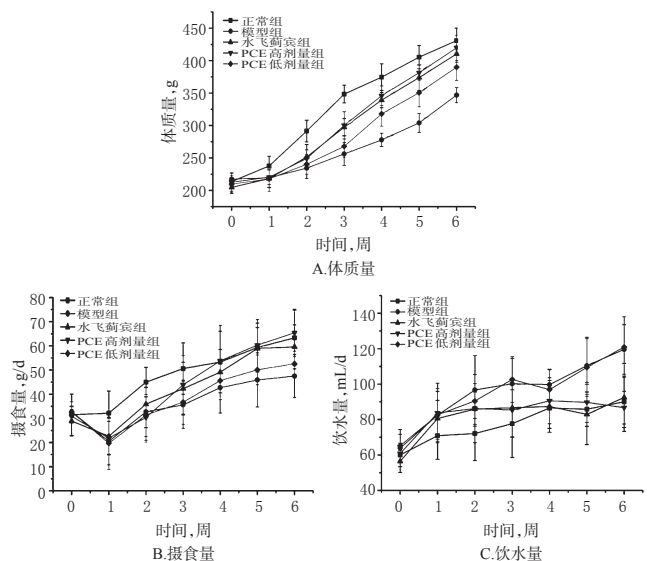 正常组
模型组
水飞蓟宾组
PCE 高剂量组
PCE 低剂量组
450
400
350
300
250
200
体质量,g
0 1 2 3 4 5 6
时间,周
A.体质量
正常组
模型组
水飞蓟宾组
PCE 高剂量组
PCE 低剂量组
80
70
60
50
40
30
20
10
0
摄食量,g/d
0 1 2 3 4 5 6
时间,周
B.摄食量
正常组
模型组
水飞蓟宾组
PCE 高剂量组
PCE 低剂量组
140
120
100
80
60
40
饮水量,mL/d
0 1 2 3 4 5 6
时间,周
C.饮水量